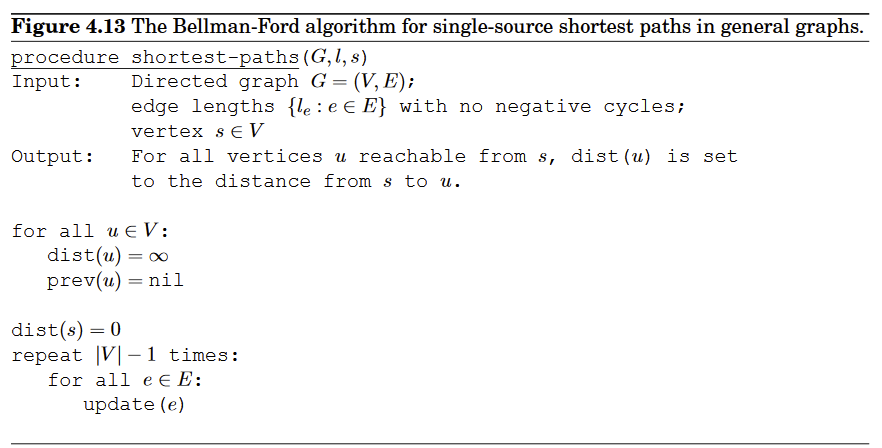 Figure 4.13 The Bellman-Ford algorithm for single-source shortest paths in general graphs.
procedure shortest-paths(G, l, s)
Input: Directed graph G = (V, E);
edge lengths {lₑ : e ∈ E} with no negative cycles;
vertex s ∈ V
Output: For all vertices u reachable from s, dist(u) is set
to the distance from s to u.
for all u ∈ V:
dist(u) = ∞
prev(u) = nil
dist(s) = 0
repeat |V| − 1 times:
for all e ∈ E:
update(e)